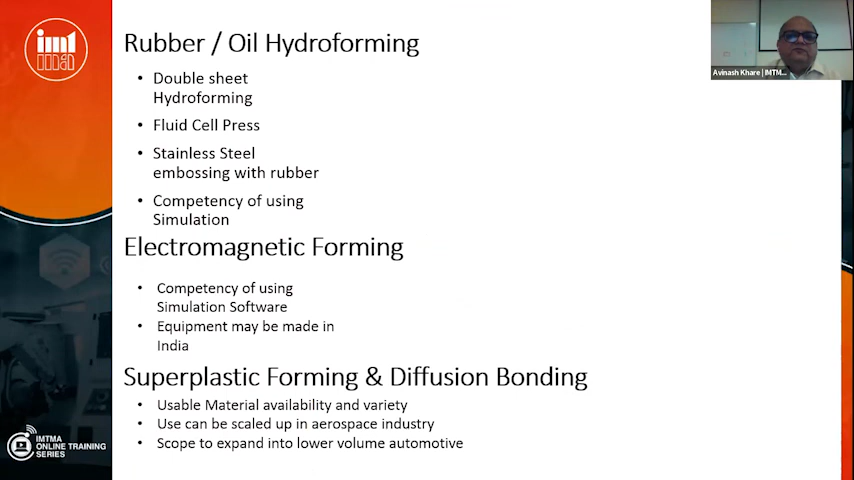 imt
ma
Rubber / Oil Hydroforming
• Double sheet
Hydroforming
• Fluid Cell Press
• Stainless Steel
embossing with rubber
• Competency of using
Simulation
Electromagnetic Forming
• Competency of using
Simulation Software
• Equipment may be made in
India
Superplastic Forming & Diffusion Bonding
• Usable Material availability and variety
• Use can be scaled up in aerospace industry
• Scope to expand into lower volume automotive
IMTMA
ONLINE TRAINING
SERIES
Avinash Khare | IMTM...